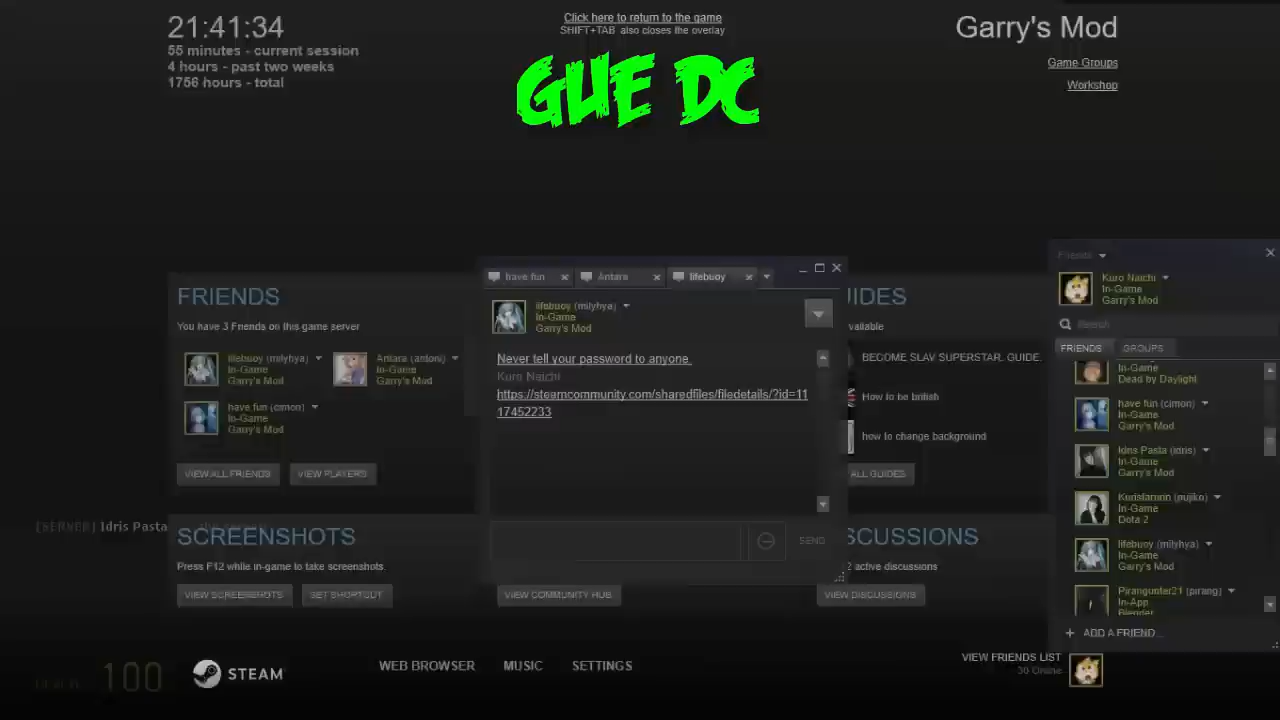 21:41:34
55 minutes - current session
4 hours - past two weeks
1756 hours - total
Click here to return to the game
SHIFT+TAB also closes the overlay
Garry's Mod
Game Groups
Workshop
GUE DC
FRIENDS
You have 3 Friends on this game server
lifebuoy (milyhya)
In-Game
Garry's Mod
Antara (antoni)
In-Game
Garry's Mod
have fun (cimon)
In-Game
Garry's Mod
VIEW ALL FRIENDS
VIEW PLAYERS
have fun
Antara
lifebuoy
lifebuoy (milyhya)
In-Game
Garry's Mod
Never tell your password to anyone.
Kuro Naichi
https://steamcommunity.com/sharedfiles/filedetails/?id=11
17452233
SEND
UIDES
vailable
BECOME SLAV SUPERSTAR. GUIDE.
How to be british
how to change background
ALL GUIDES
Friends
Kuro Naichi
In-Game
Garry's Mod
Search
FRIENDS
GROUPS
In-Game
Dead by Daylight
have fun (cimon)
In-Game
Garry's Mod
Idris Pasta (idris)
In-Game
Garry's Mod
In-Game
Dota 2
lifebuoy (milyhya)
In-Game
Garry's Mod
Pirangunter21 (pirang)
In-App
Blender
ADD A FRIEND...
[SERVER] Idris Pasta
SCREENSHOTS
Press F12 while in-game to take screenshots.
VIEW SCREENSHOTS
SET SHORTCUT
VIEW COMMUNITY HUB
SCUSSIONS
2 active discussions
VIEW DISCUSSIONS
100
STEAM
WEB BROWSER
MUSIC
SETTINGS
VIEW FRIENDS LIST
30 Online